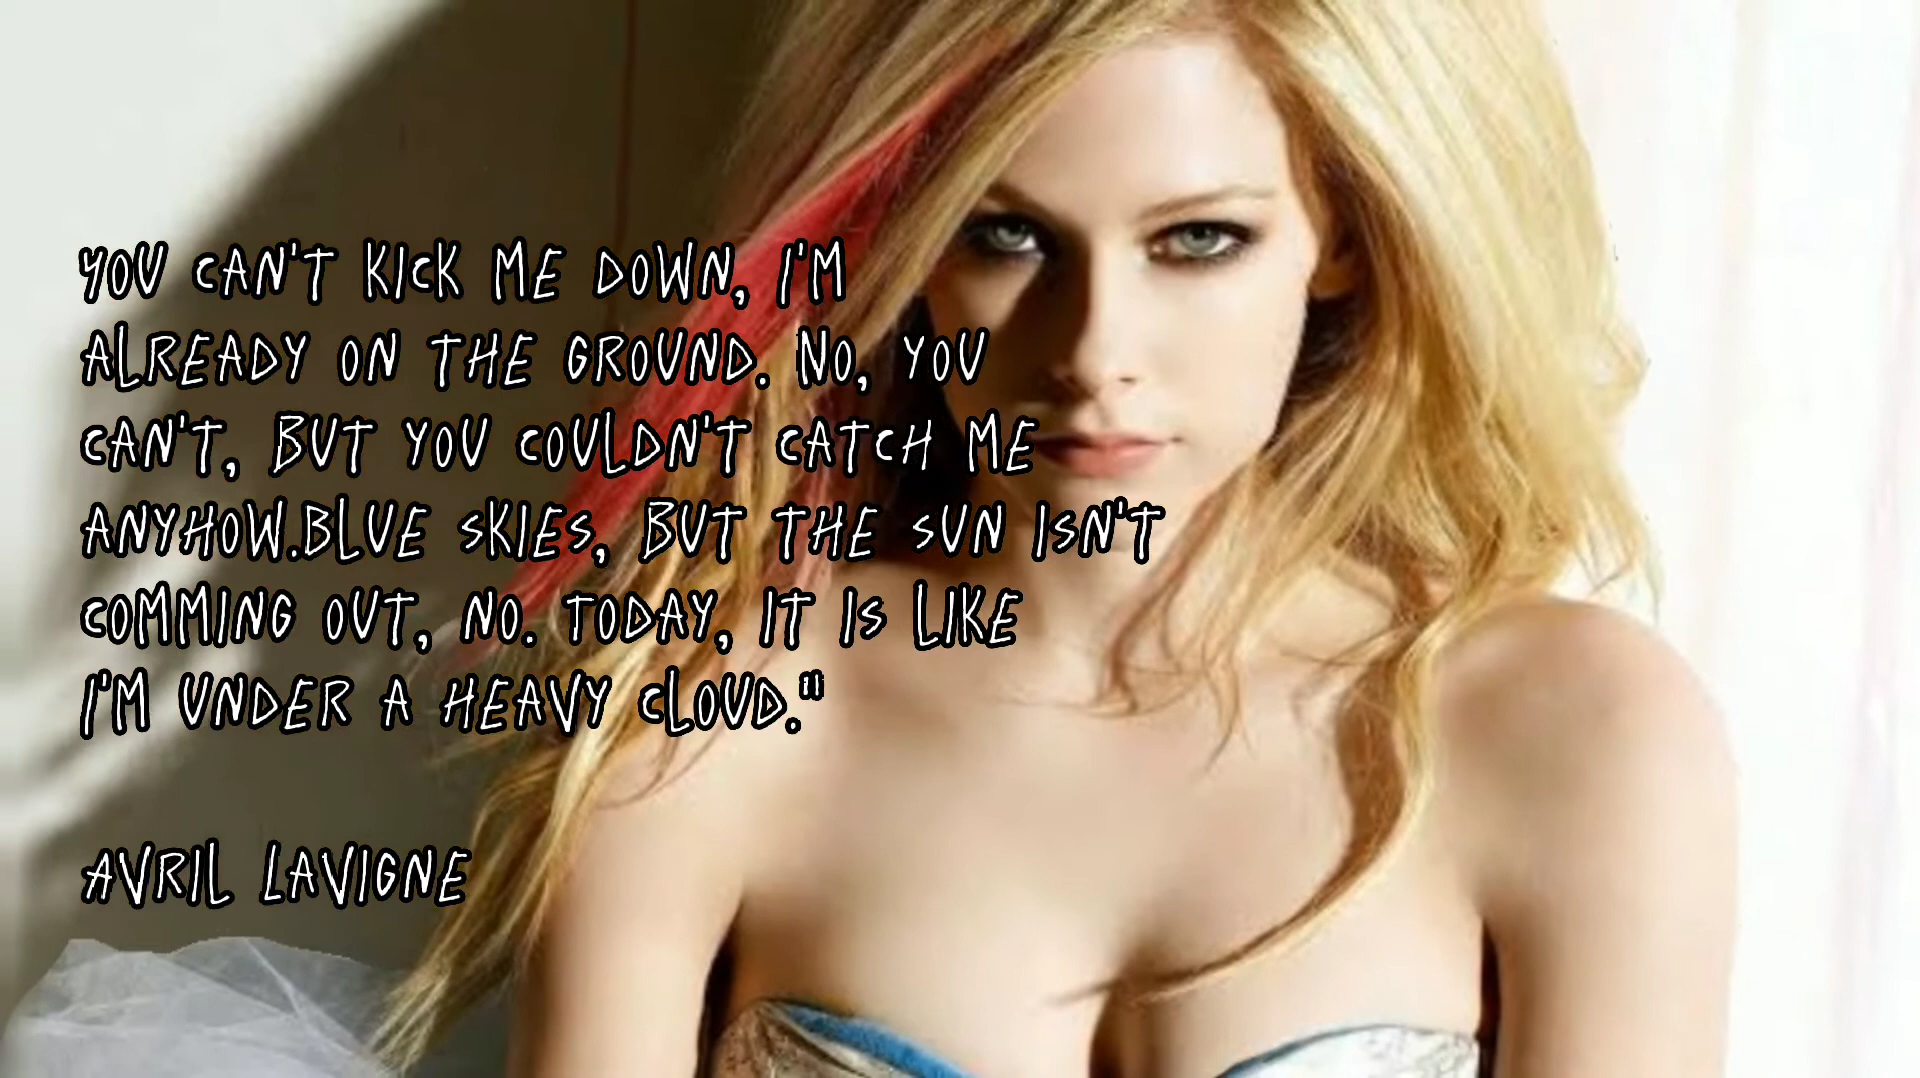 YOU CAN'T KICK ME DOWN, I'M
ALREADY ON THE GROUND. NO, YOU
CAN'T, BUT YOU COULDN'T CATCH ME
ANYHOW.BLUE SKIES, BUT THE SUN ISN'T
COMMING OUT, NO. TODAY, IT IS LIKE
I'M UNDER A HEAVY CLOUD."
AVRIL LAVIGNE